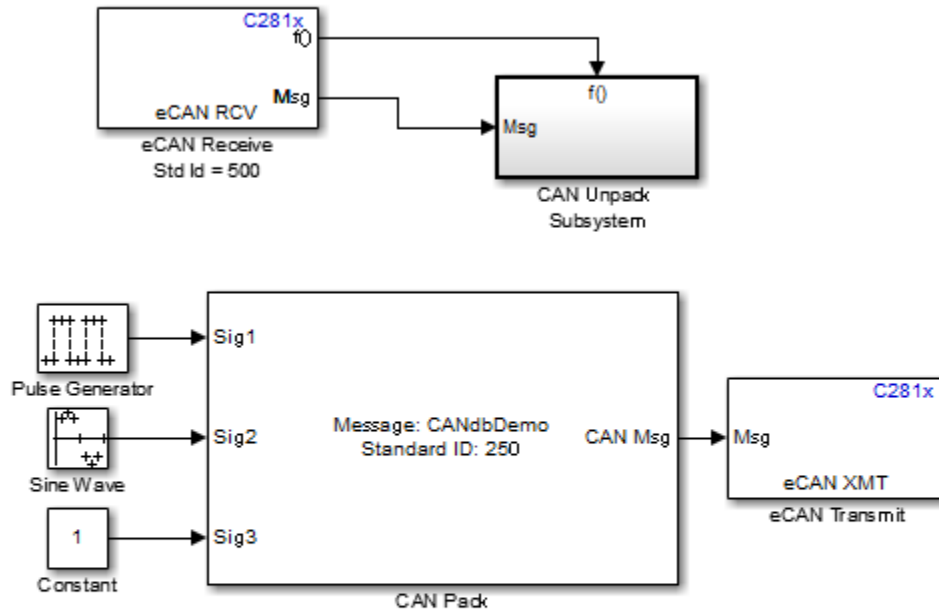 C281x
f()
Msg
eCAN RCV
eCAN Receive
Std Id = 500
f()
Msg
CAN Unpack
Subsystem
Pulse Generator
Sine Wave
1
Constant
Sig1
Sig2
Sig3
Message: CANdbDemo
Standard ID: 250
CAN Msg
CAN Pack
C281x
Msg
eCAN XMT
eCAN Transmit